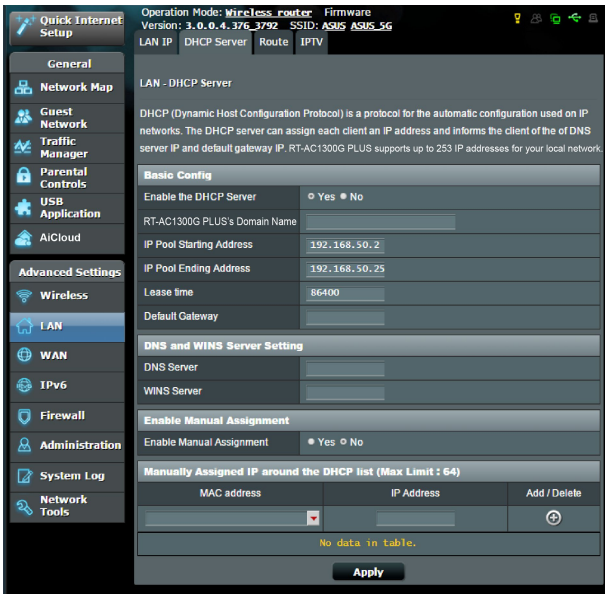 Quick Internet
Setup
General
Network Map
Guest
Network
Traffic
Manager
Parental
Controls
USB
Application
AiCloud
Advanced Settings
Wireless
LAN
WAN
IPv6
Firewall
Administration
System Log
Network
Tools
Operation Mode: Wireless router Firmware
Version: 3.0.0.4.376_3792 SSID: ASUS ASUS_5G
LAN IP DHCP Server Route IPTV
LAN - DHCP Server
DHCP (Dynamic Host Configuration Protocol) is a protocol for the automatic configuration used on IP
networks. The DHCP server can assign each client an IP address and informs the client of the of DNS
server IP and default gateway IP. RT-AC1300G PLUS supports up to 253 IP addresses for your local network.
Basic Config
Enable the DHCP Server Yes No
RT-AC1300G PLUS's Domain Name
IP Pool Starting Address 192.168.50.2
IP Pool Ending Address 192.168.50.25
Lease time 86400
Default Gateway
DNS and WINS Server Setting
DNS Server
WINS Server
Enable Manual Assignment
Enable Manual Assignment Yes No
Manually Assigned IP around the DHCP list (Max Limit : 64)
MAC address IP Address Add / Delete
No data in table.
Apply